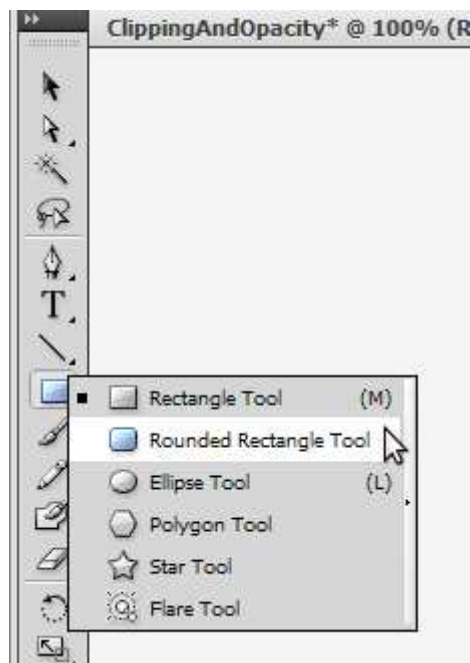 ClippingAndOpacity* @ 100% (R
T
Rectangle Tool (M)
Rounded Rectangle Tool
Ellipse Tool (L)
Polygon Tool
Star Tool
Flare Tool